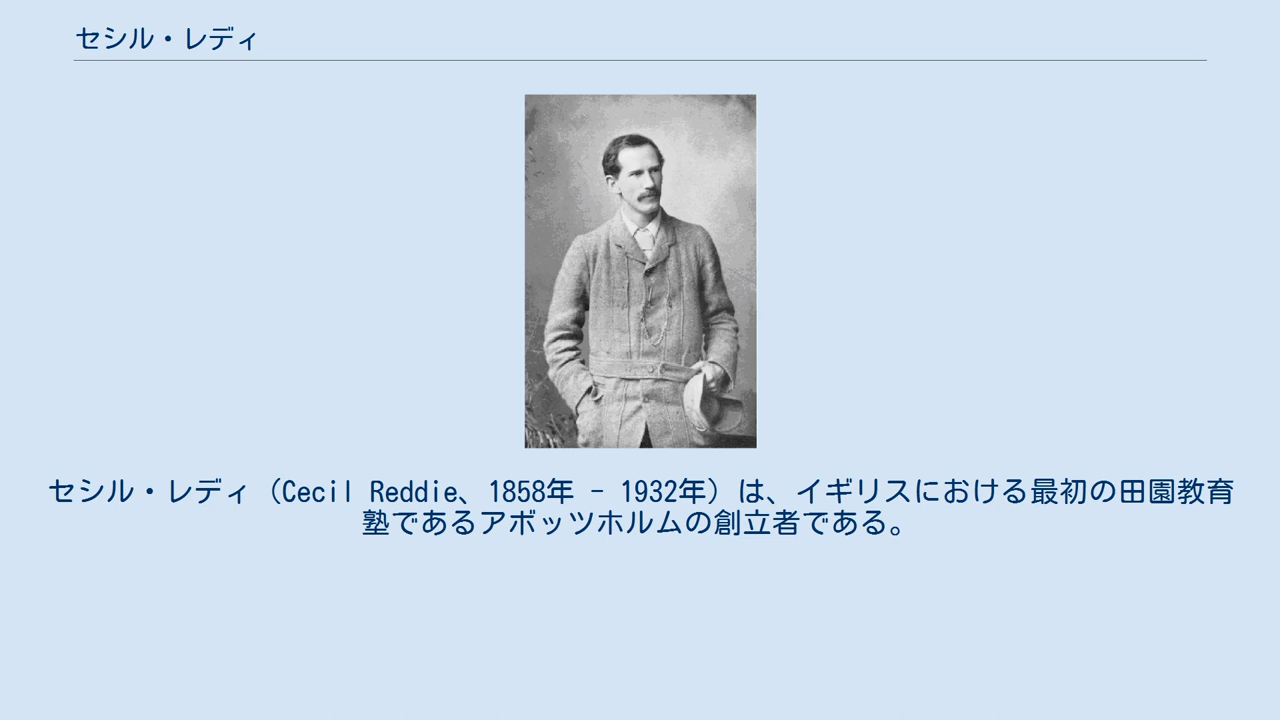 セシル・レディ
セシル・レディ（Cecil Reddie、1858年 - 1932年）は、イギリスにおける最初の田園教育
塾であるアボッツホルムの創立者である。